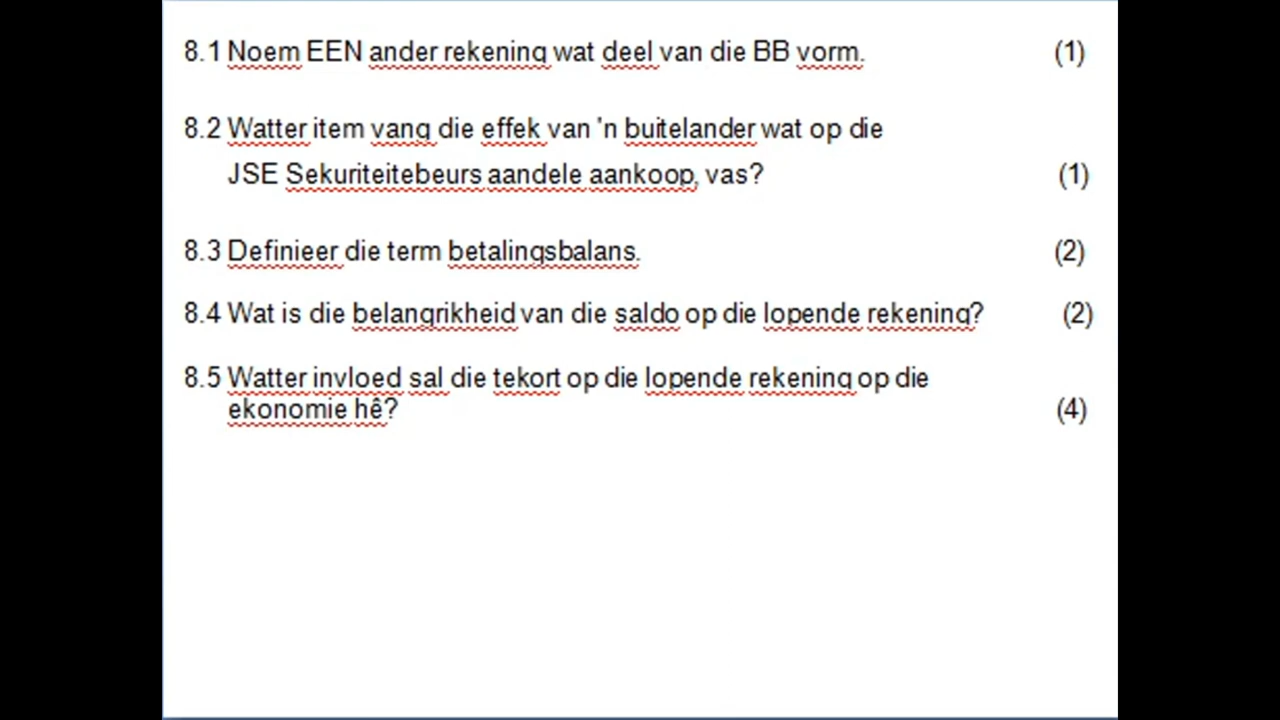 8.1 Noem EEN ander rekening wat deel van die BB vorm. (1)
8.2 Watter item vang die effek van 'n buitelander wat op die
JSE Sekuriteitebeurs aandele aankoop, vas? (1)
8.3 Definieer die term betalingsbalans. (2)
8.4 Wat is die belangrikheid van die saldo op die lopende rekening? (2)
8.5 Watter invloed sal die tekort op die lopende rekening op die
ekonomie hê? (4)